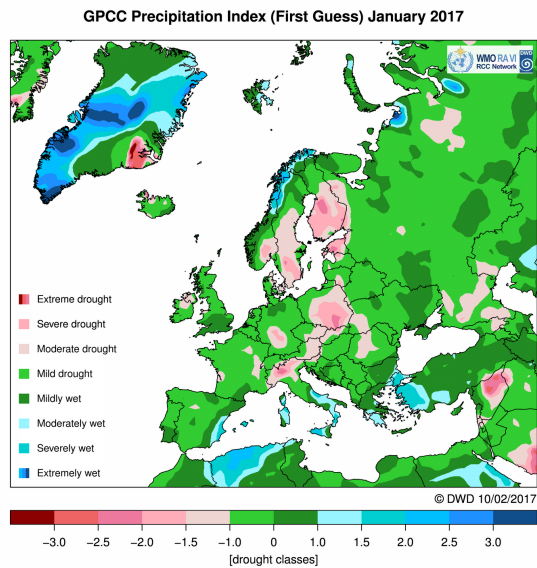 GPCC Precipitation Index (First Guess) January 2017
WMO RA VI
RCC Network
DWD
Extreme drought
Severe drought
Moderate drought
Mild drought
Mildly wet
Moderately wet
Severely wet
Extremely wet
© DWD 10/02/2017
−3.0 −2.5 −2.0 −1.5 −1.0 0 1.0 1.5 2.0 2.5 3.0
[drought classes]